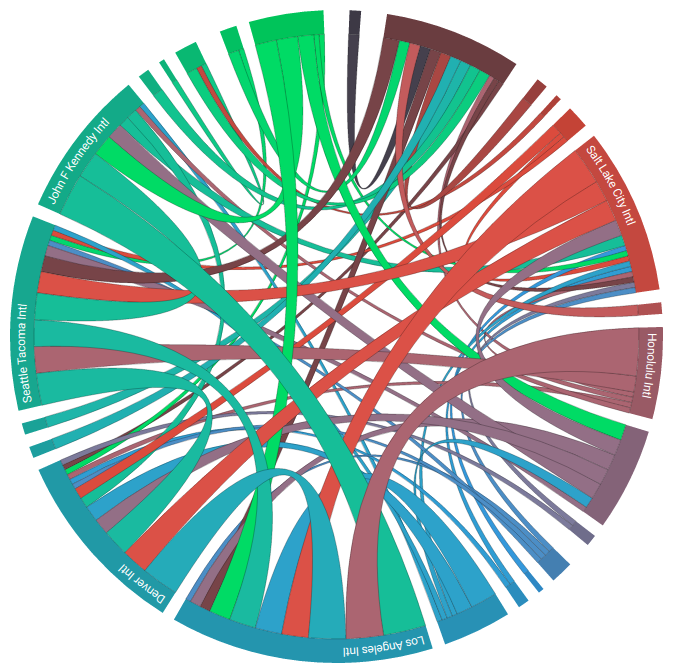 John F Kennedy Intl
Salt Lake City Intl
Seattle Tacoma Intl
Honolulu Intl
Denver Intl
Los Angeles Intl